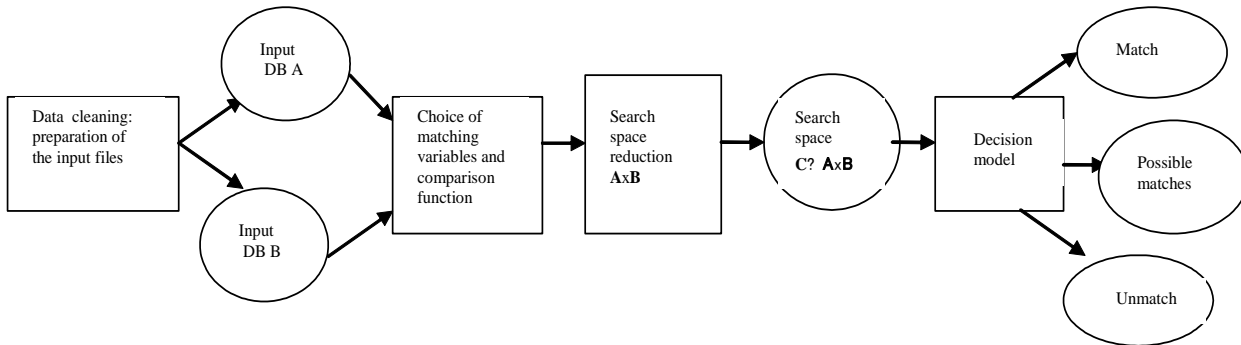 Data cleaning:
preparation of
the input files
Input
DB A
Input
DB B
Choice of
matching
variables and
comparison
function
Search
space
reduction
AxB
Search
space
C? AxB
Decision
model
Match
Possible
matches
Unmatch